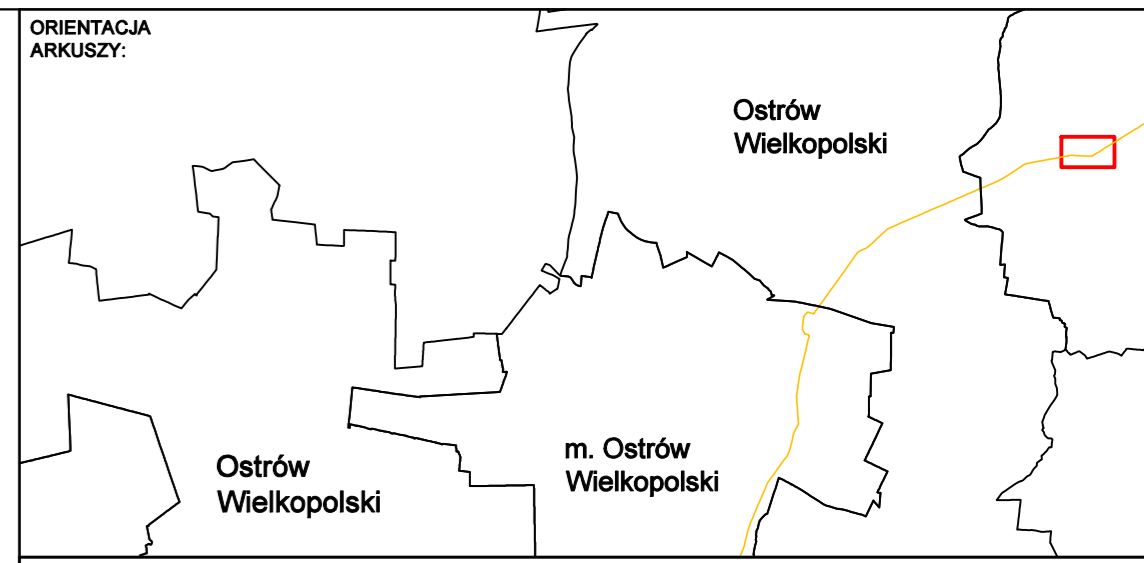 ORIENTACJA
ARKUSZY:
Ostrów
Wielkopolski
m. Ostrów
Wielkopolski
Ostrów
Wielkopolski